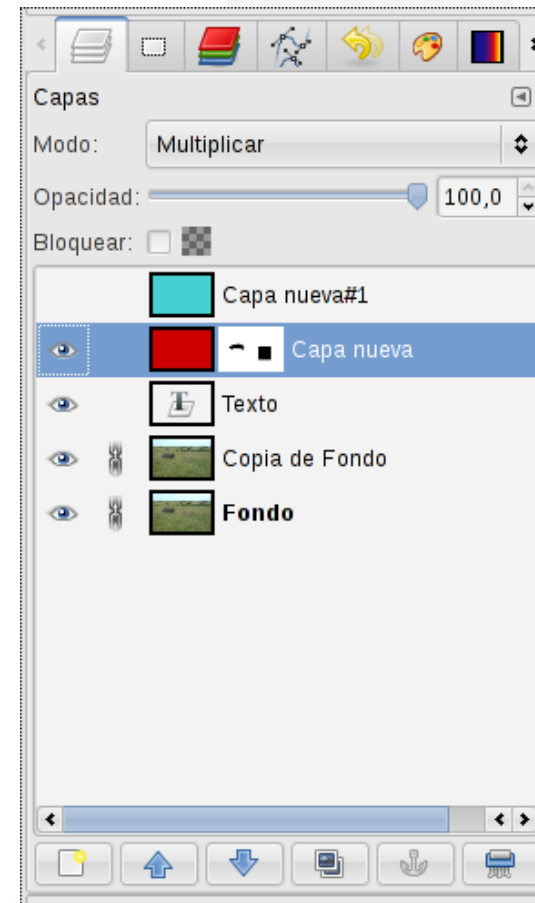 Capas
Modo: Multiplicar
Opacidad: 100,0
Bloquear:
Capa nueva#1
Capa nueva
Texto
Copia de Fondo
Fondo